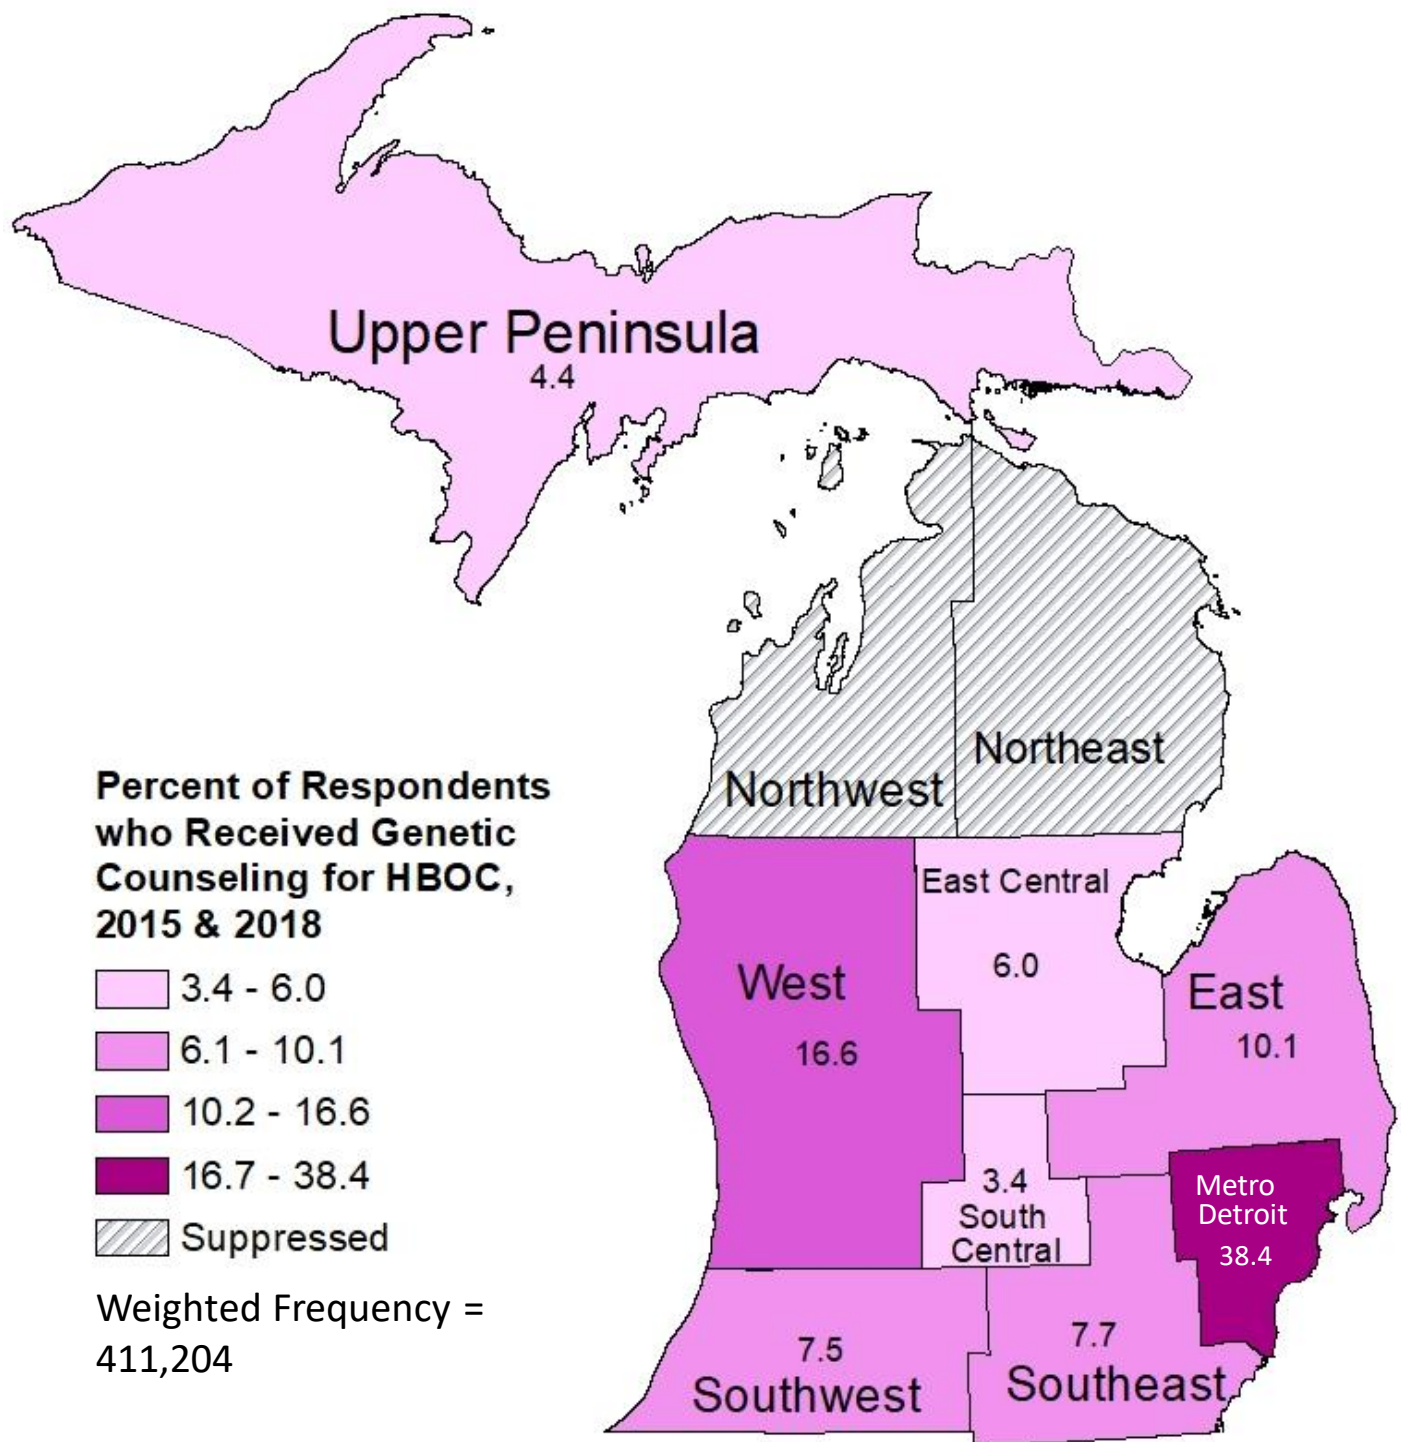 Upper Peninsula
4.4
Northeast
Northwest
Percent of Respondents
who Received Genetic
Counseling for HBOC,
2015 & 2018
3.4 - 6.0
6.1 - 10.1
10.2 - 16.6
16.7 - 38.4
Suppressed
Weighted Frequency =
411,204
East Central
6.0
West
16.6
East
10.1
3.4
South
Central
Metro
Detroit
38.4
7.5
Southwest
7.7
Southeast